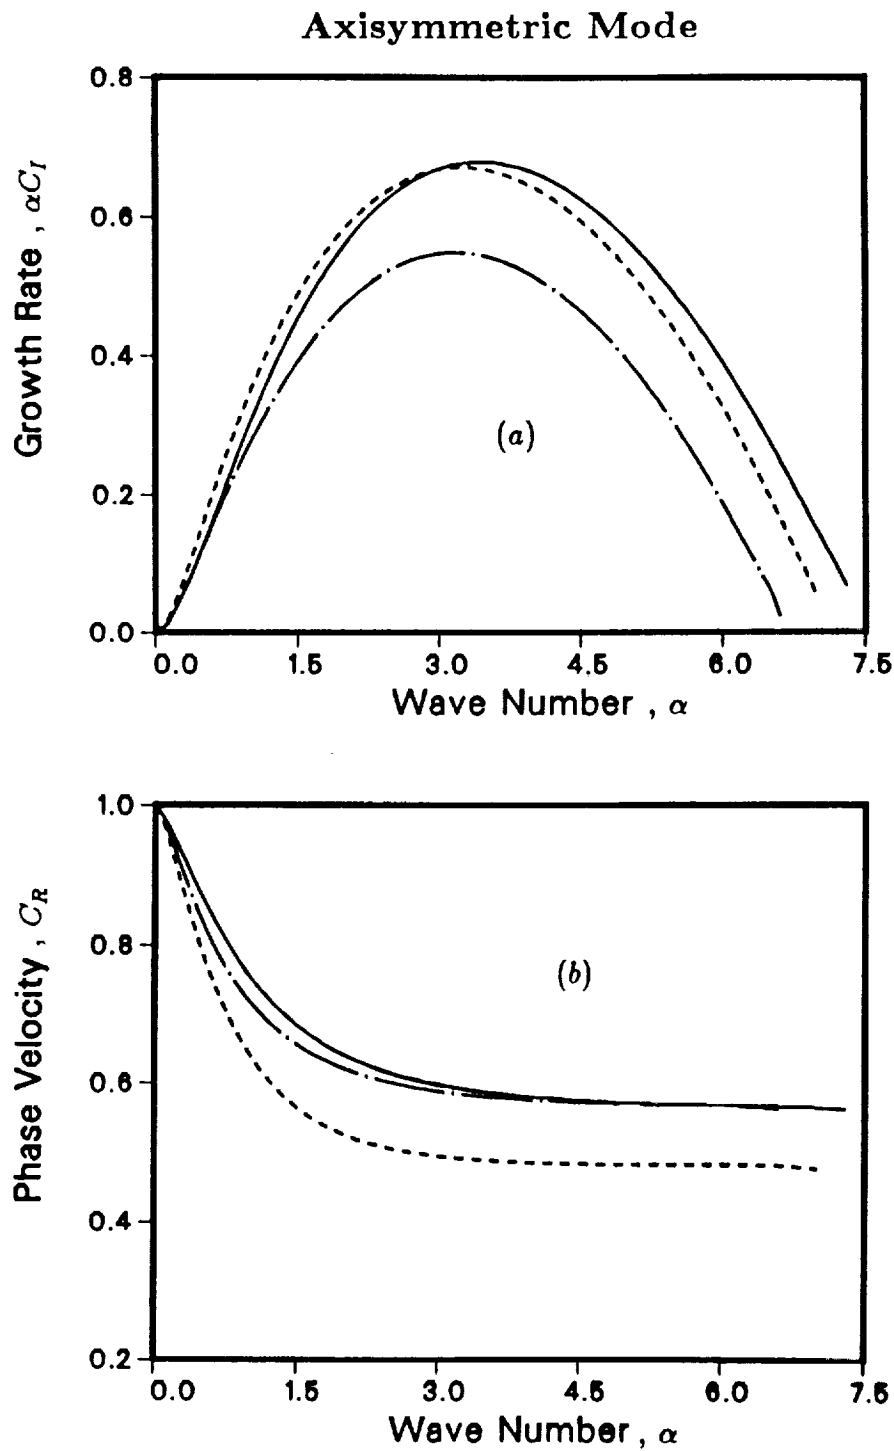 Axisymmetric Mode
0.8
0.6
0.4
0.2
0.0
Growth Rate , αC_I
(a)
0.0 1.5 3.0 4.5 6.0 7.5
Wave Number , α
1.0
0.8
0.6
0.4
0.2
Phase Velocity , C_R
(b)
0.0 1.5 3.0 4.5 6.0 7.5
Wave Number , α